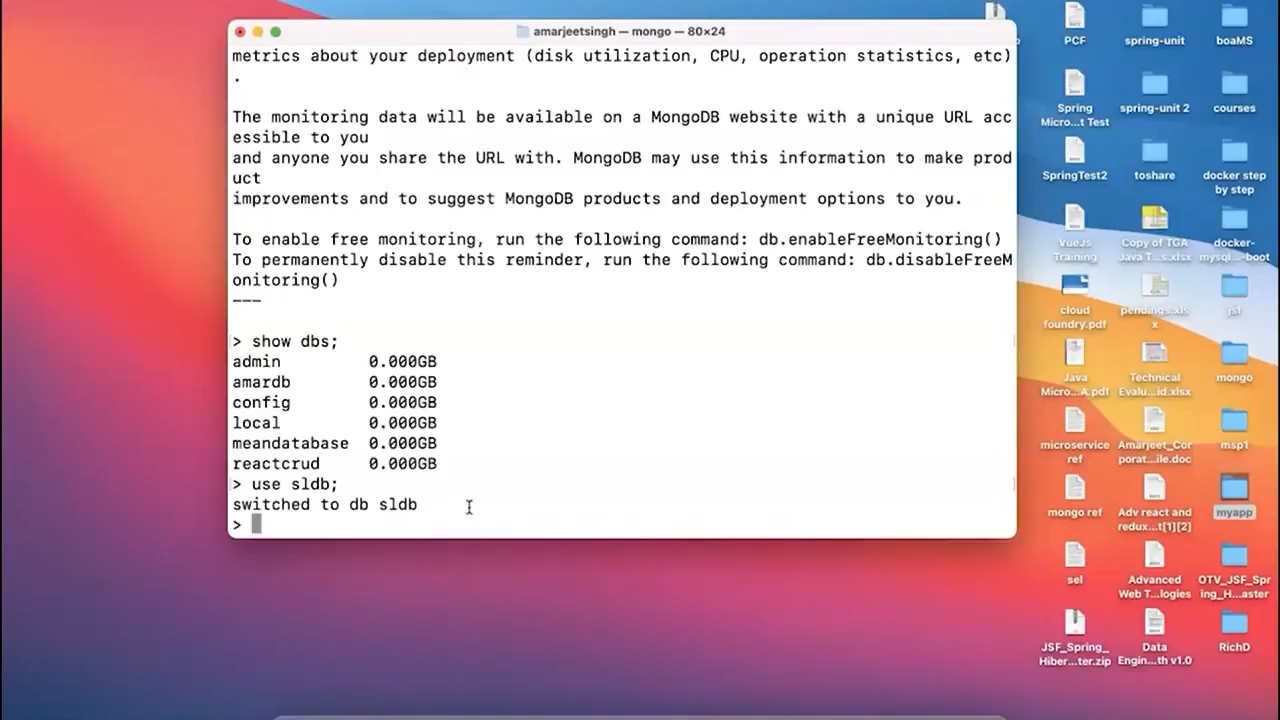 amarjeetsingh — mongo — 80×24
metrics about your deployment (disk utilization, CPU, operation statistics, etc)
.
The monitoring data will be available on a MongoDB website with a unique URL acc
essible to you
and anyone you share the URL with. MongoDB may use this information to make prod
uct
improvements and to suggest MongoDB products and deployment options to you.
To enable free monitoring, run the following command: db.enableFreeMonitoring()
To permanently disable this reminder, run the following command: db.disableFreeM
onitoring()
---
> show dbs;
admin 0.000GB
amardb 0.000GB
config 0.000GB
local 0.000GB
meandatabase 0.000GB
reactcrud 0.000GB
> use sldb;
switched to db sldb
>
PCF
spring-unit
boaMS
Spring
Micro...t Test
spring-unit 2
courses
SpringTest2
toshare
docker step
by step
VueJs
Training
Copy of TGA
Java T...s.xlsx
docker-
mysql...-boot
cloud
foundry.pdf
pendings.xls
x
jsf
Java
Micro...A.pdf
Technical
Evalu...id.xlsx
mongo
microservice
ref
Amarjeet_Cor
porat...ile.doc
msp1
mongo ref
Adv react and
redux...t[1][2]
myapp
sel
Advanced
Web T...logies
OTV_JSF_Spr
ing_H...aster
JSF_Spring_
Hiber...ter.zip
Data
Engin...th v1.0
RichD